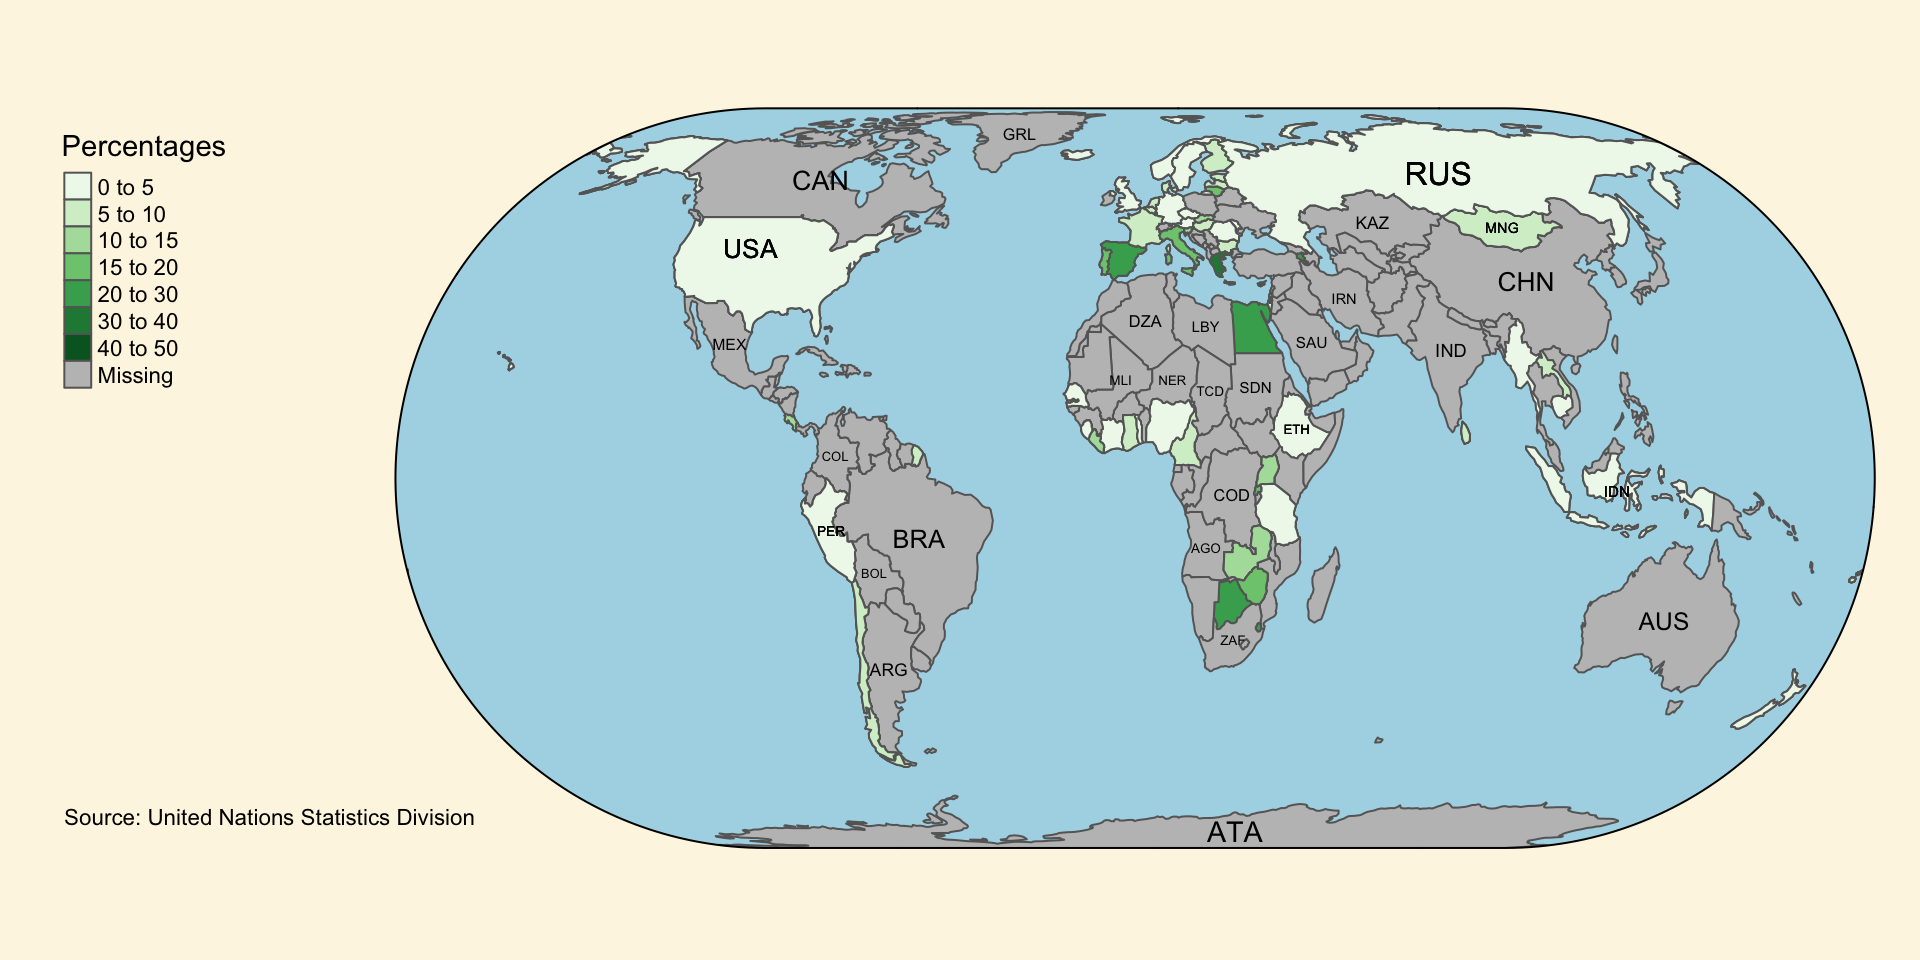 Percentages
0 to 5
5 to 10
10 to 15
15 to 20
20 to 30
30 to 40
40 to 50
Missing
GRL
CAN
RUS
KAZ
MNG
USA
CHN
IRN
DZA
LBY
SAU
MEX
IND
MLI
NER
TCD
SDN
ETH
COL
COD
IDN
PER
BRA
AGO
BOL
AUS
ZAF
ARG
Source: United Nations Statistics Division
ATA